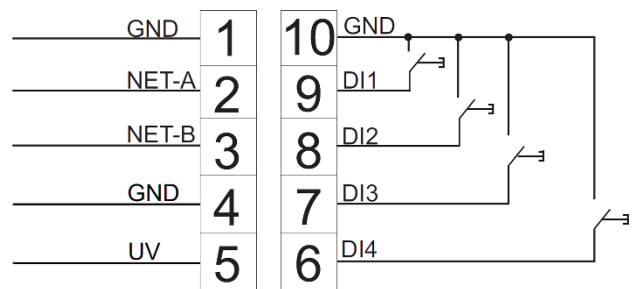 GND 1 10 GND
NET-A 2 9 DI1
NET-B 3 8 DI2
GND 4 7 DI3
UV 5 6 DI4